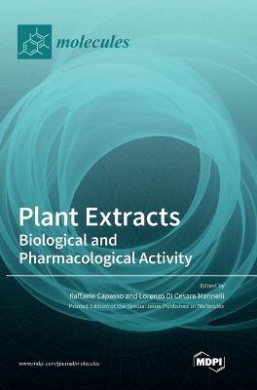 molecules
Plant Extracts
Biological and
Pharmacological Activity
Edited by
Raffaele Capasso and Lorenzo Di Cesare Mannelli
Printed Edition of the Special Issue Published in Molecules
www.mdpi.com/journal/molecules
MDPI